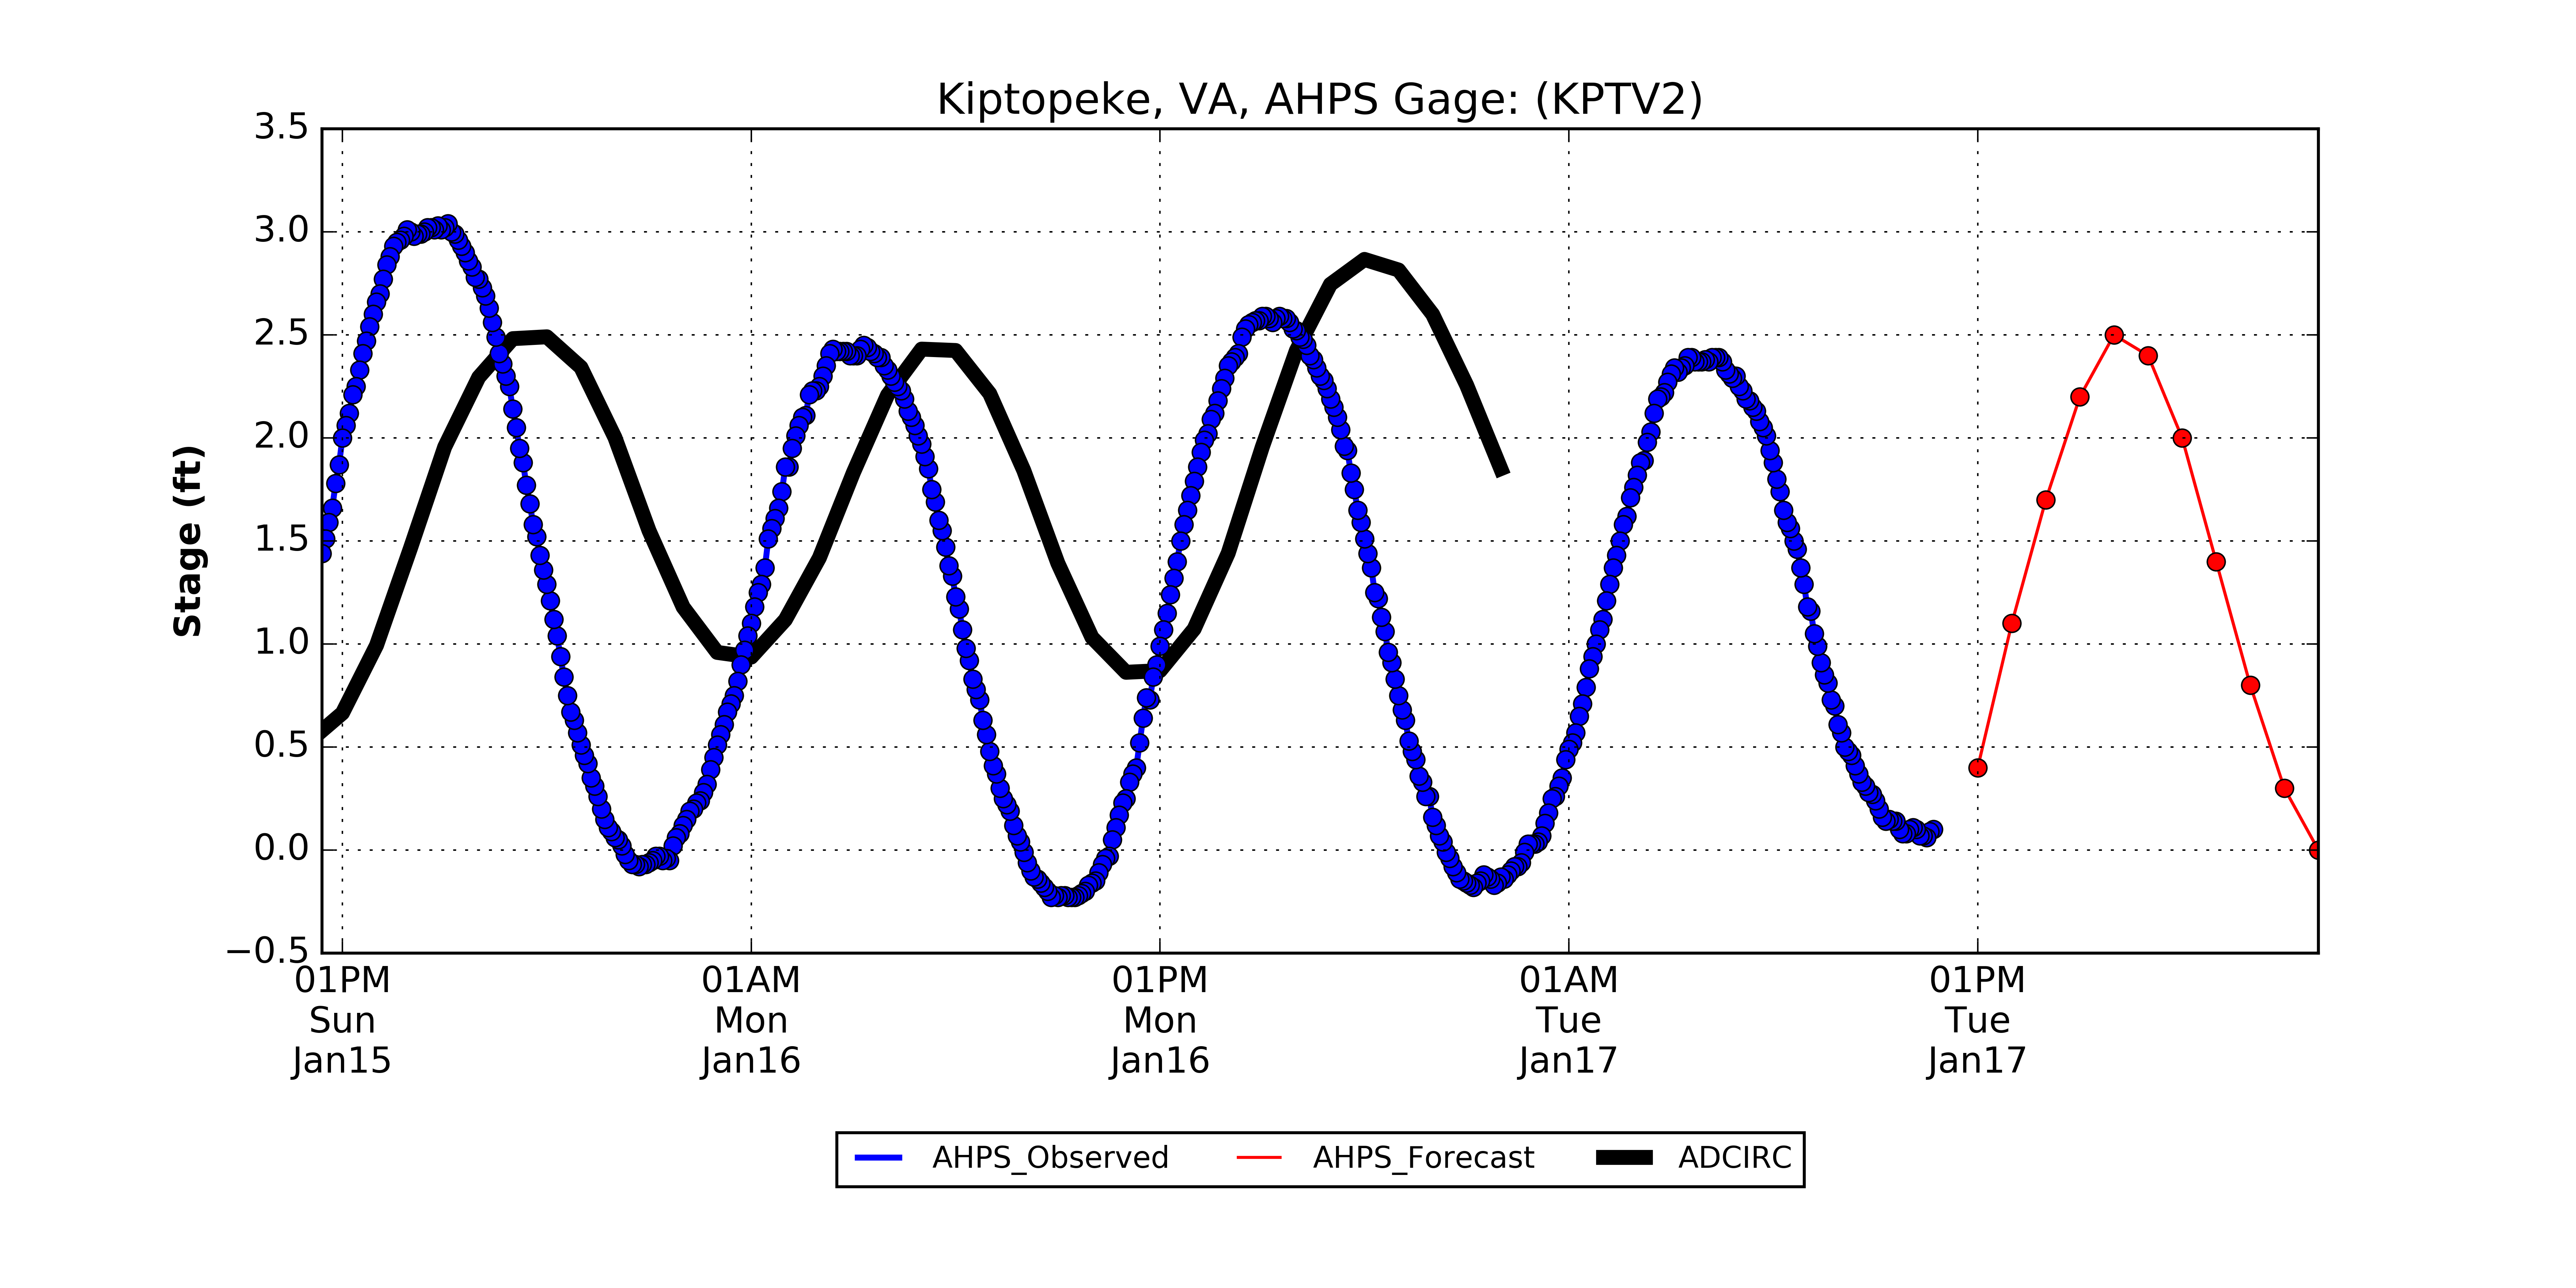 Kiptopeke, VA, AHPS Gage: (KPTV2)
3.5
3.0
2.5
2.0
1.5
1.0
0.5
0.0
−0.5
Stage (ft)
01PM 01AM 01PM 01AM 01PM
Sun Mon Mon Tue Tue
Jan15 Jan16 Jan16 Jan17 Jan17
AHPS_Observed AHPS_Forecast ADCIRC